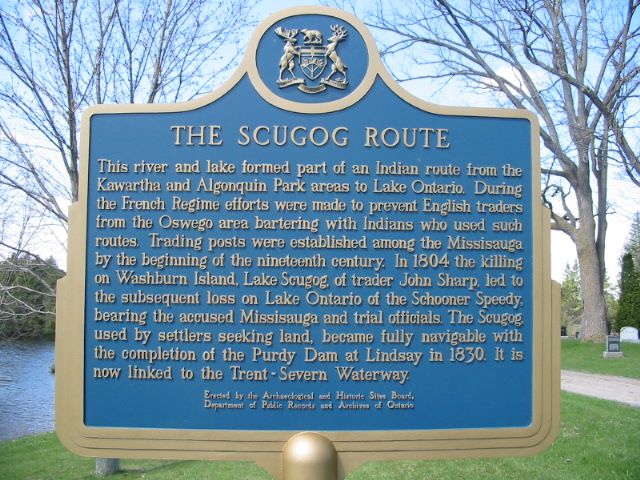 THE SCUGOG ROUTE
This river and lake formed part of an Indian route from the
Kawartha and Algonquin Park areas to Lake Ontario. During
the French Regime efforts were made to prevent English traders
from the Oswego area bartering with Indians who used such
routes. Trading posts were established among the Missisauga
by the beginning of the nineteenth century. In 1804 the killing
on Washburn Island, Lake Scugog, of trader John Sharp, led to
the subsequent loss on Lake Ontario of the Schooner Speedy,
bearing the accused Missisauga and trial officials. The Scugog,
used by settlers seeking land, became fully navigable with
the completion of the Purdy Dam at Lindsay in 1830. It is
now linked to the Trent-Severn Waterway.
Erected by the Archaeological and Historic Sites Board,
Department of Public Records and Archives of Ontario